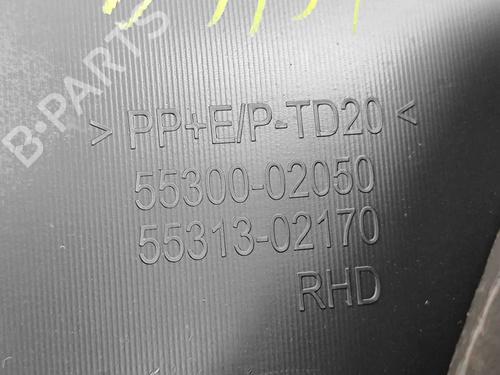 B-PARTS
> PP+E/P-TD20 <
55300-02050
55313-02170
RHD